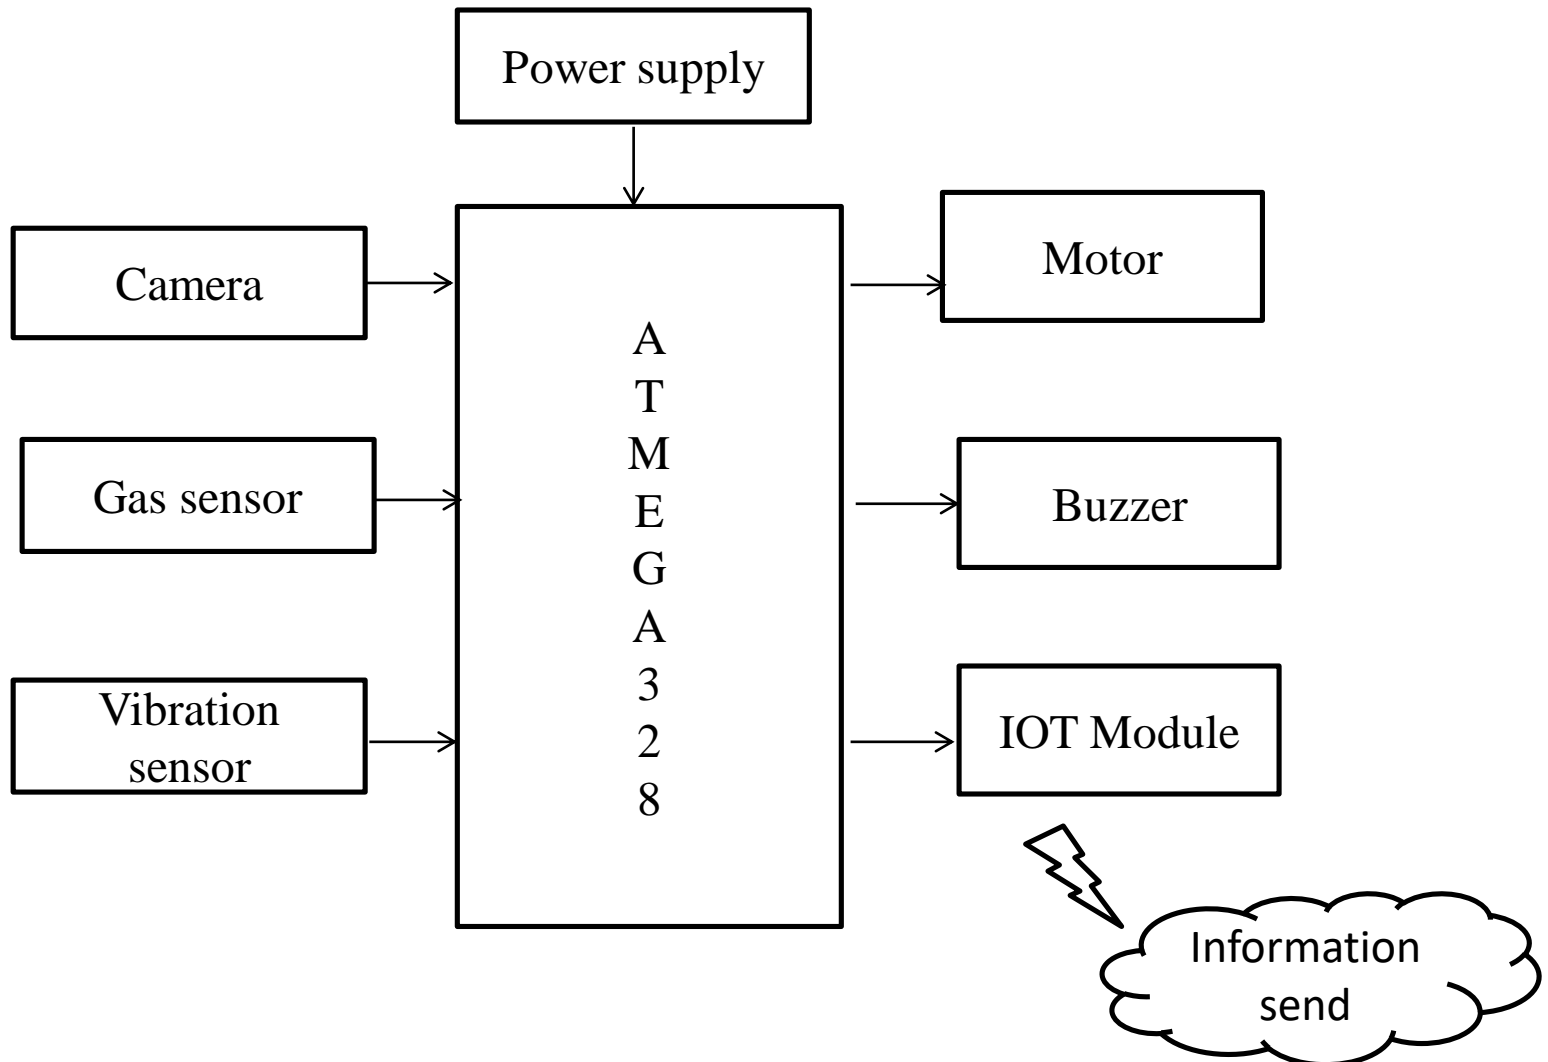 Power supply
Camera
Gas sensor
Vibration
sensor
A
T
M
E
G
A
3
2
8
Motor
Buzzer
IOT Module
Information
send